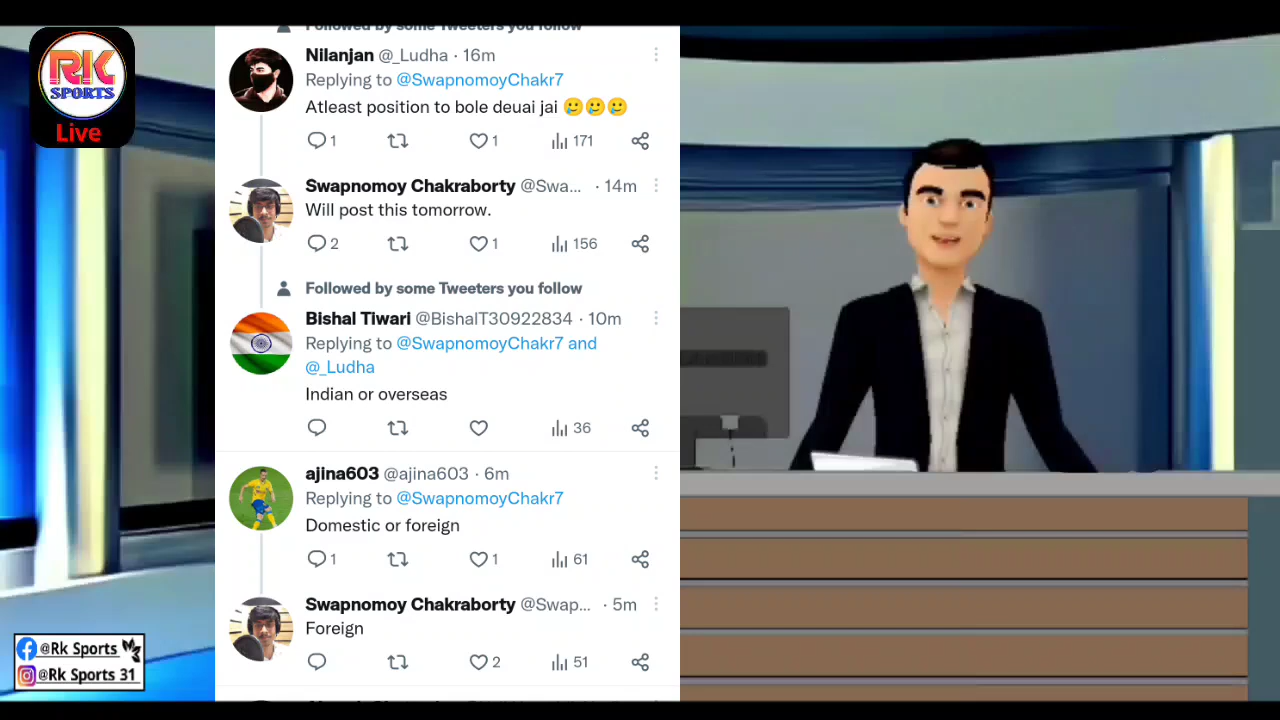 Followed by some Tweeters you follow
RK
SPORTS
Live
Nilanjan @_Ludha · 16m
Replying to @SwapnomoyChakr7
Atleast position to bole deuai jai 🥲🥲🥲
1 1 171
Swapnomoy Chakraborty @Swa... · 14m
Will post this tomorrow.
2 1 156
Followed by some Tweeters you follow
Bishal Tiwari @BishalT30922834 · 10m
Replying to @SwapnomoyChakr7 and
@_Ludha
Indian or overseas
36
ajina603 @ajina603 · 6m
Replying to @SwapnomoyChakr7
Domestic or foreign
1 1 61
Swapnomoy Chakraborty @Swap... · 5m
Foreign
2 51
@Rk Sports
@Rk Sports 31